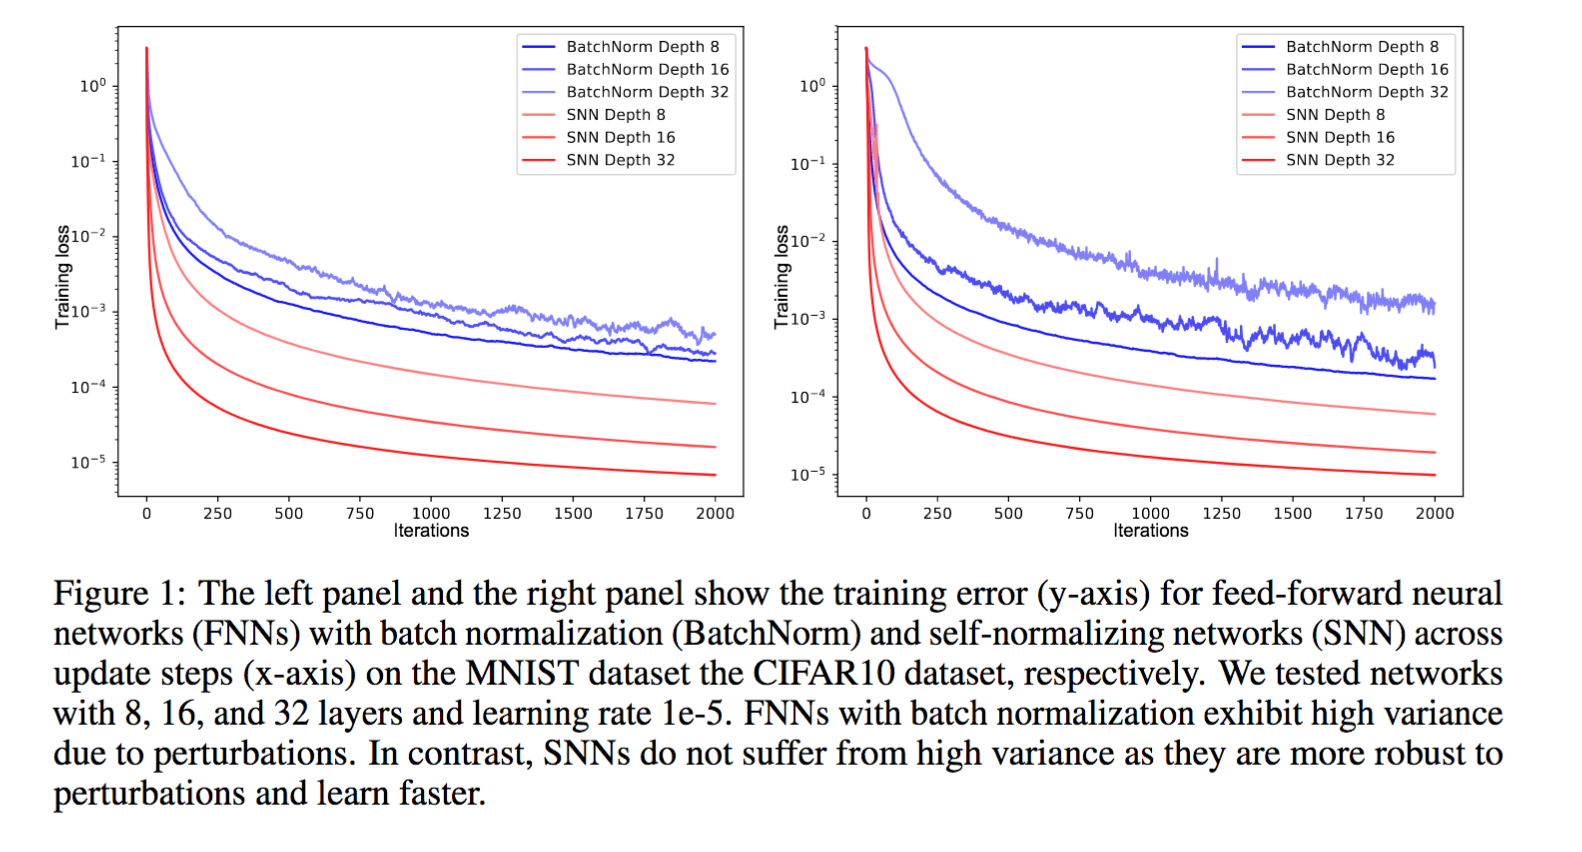 Training loss
10⁰
10⁻¹
10⁻²
10⁻³
10⁻⁴
10⁻⁵
BatchNorm Depth 8
BatchNorm Depth 16
BatchNorm Depth 32
SNN Depth 8
SNN Depth 16
SNN Depth 32
0 250 500 750 1000 1250 1500 1750 2000
Iterations
Training loss
10⁰
10⁻¹
10⁻²
10⁻³
10⁻⁴
10⁻⁵
BatchNorm Depth 8
BatchNorm Depth 16
BatchNorm Depth 32
SNN Depth 8
SNN Depth 16
SNN Depth 32
0 250 500 750 1000 1250 1500 1750 2000
Iterations
Figure 1: The left panel and the right panel show the training error (y-axis) for feed-forward neural
networks (FNNs) with batch normalization (BatchNorm) and self-normalizing networks (SNN) across
update steps (x-axis) on the MNIST dataset the CIFAR10 dataset, respectively. We tested networks
with 8, 16, and 32 layers and learning rate 1e-5. FNNs with batch normalization exhibit high variance
due to perturbations. In contrast, SNNs do not suffer from high variance as they are more robust to
perturbations and learn faster.